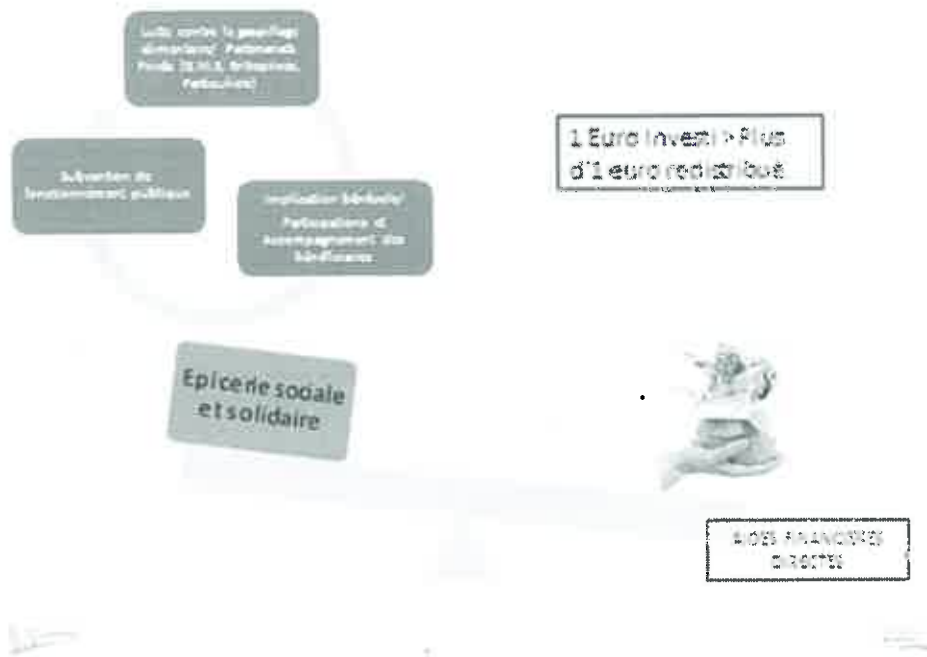 Lutte contre le gaspillage
alimentaire/ Partenariats
Privés (G.M.S, Entreprises,
Particuliers)
Subvention de
fonctionnement publique
Implication bénévole/
Participations et
Accompagnement des
bénéficiaires
1 Euro investi > Plus
d'1 euro redistribué
Epicerie sociale
et solidaire
AIDES FINANCIERES
DIRECTES